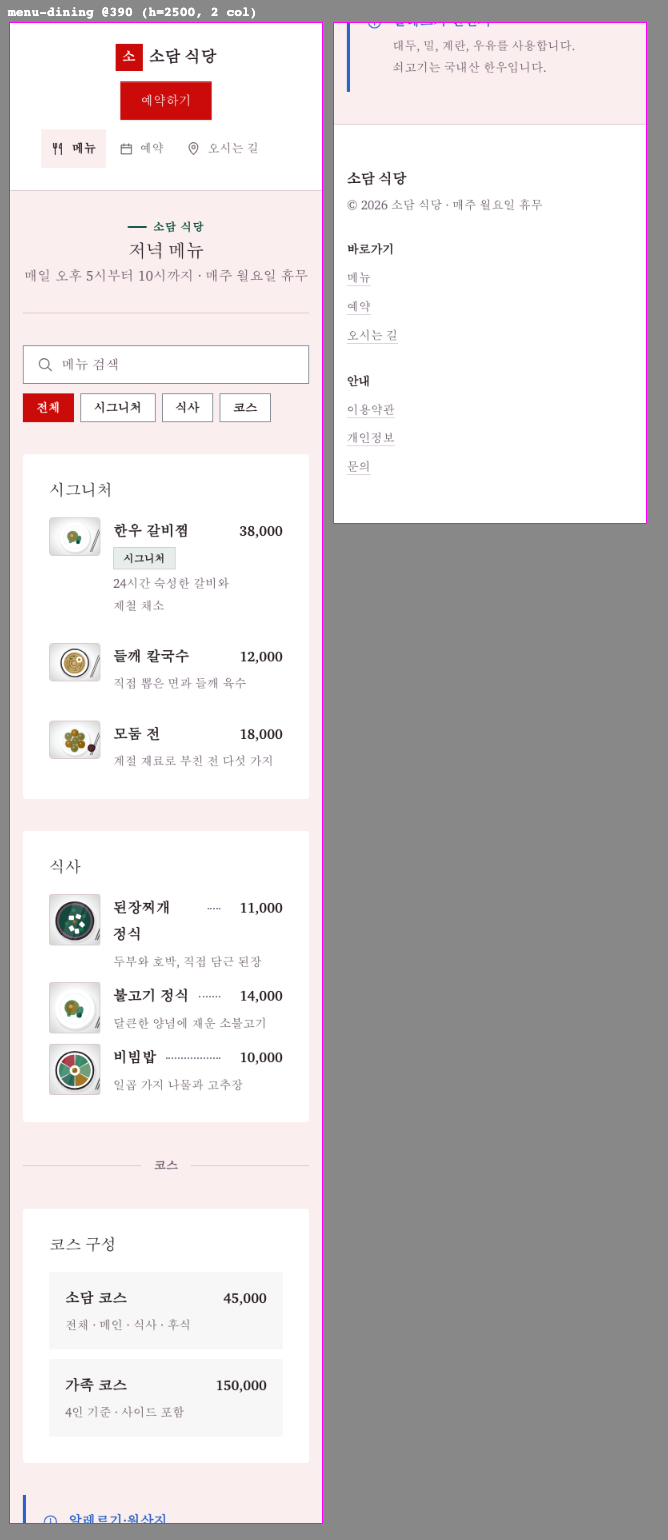 menu-dining @390 (h=2500, 2 col)
소 소담 식당
예약하기
메뉴 예약 오시는 길
소담 식당
저녁 메뉴
매일 오후 5시부터 10시까지 · 매주 월요일 휴무
메뉴 검색
전체 시그니처 식사 코스
시그니처
한우 갈비찜 38,000
시그니처
24시간 숙성한 갈비와
제철 채소
들깨 칼국수 12,000
직접 뽑은 면과 들깨 육수
모둠 전 18,000
계절 재료로 부친 전 다섯 가지
식사
된장찌개 정식 11,000
두부와 호박, 직접 담근 된장
불고기 정식 14,000
달큰한 양념에 재운 소불고기
비빔밥 10,000
일곱 가지 나물과 고추장
코스
코스 구성
소담 코스 45,000
전채 · 메인 · 식사 · 후식
가족 코스 150,000
4인 기준 · 사이드 포함
알레르기·원산지
대두, 밀, 계란, 우유를 사용합니다.
쇠고기는 국내산 한우입니다.
소담 식당
© 2026 소담 식당 · 매주 월요일 휴무
바로가기
메뉴
예약
오시는 길
안내
이용약관
개인정보
문의